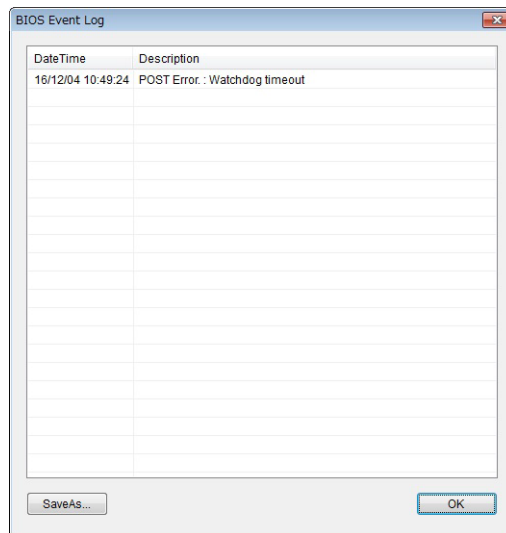 BIOS Event Log
DateTime Description
16/12/04 10:49:24 POST Error. : Watchdog timeout
SaveAs... OK